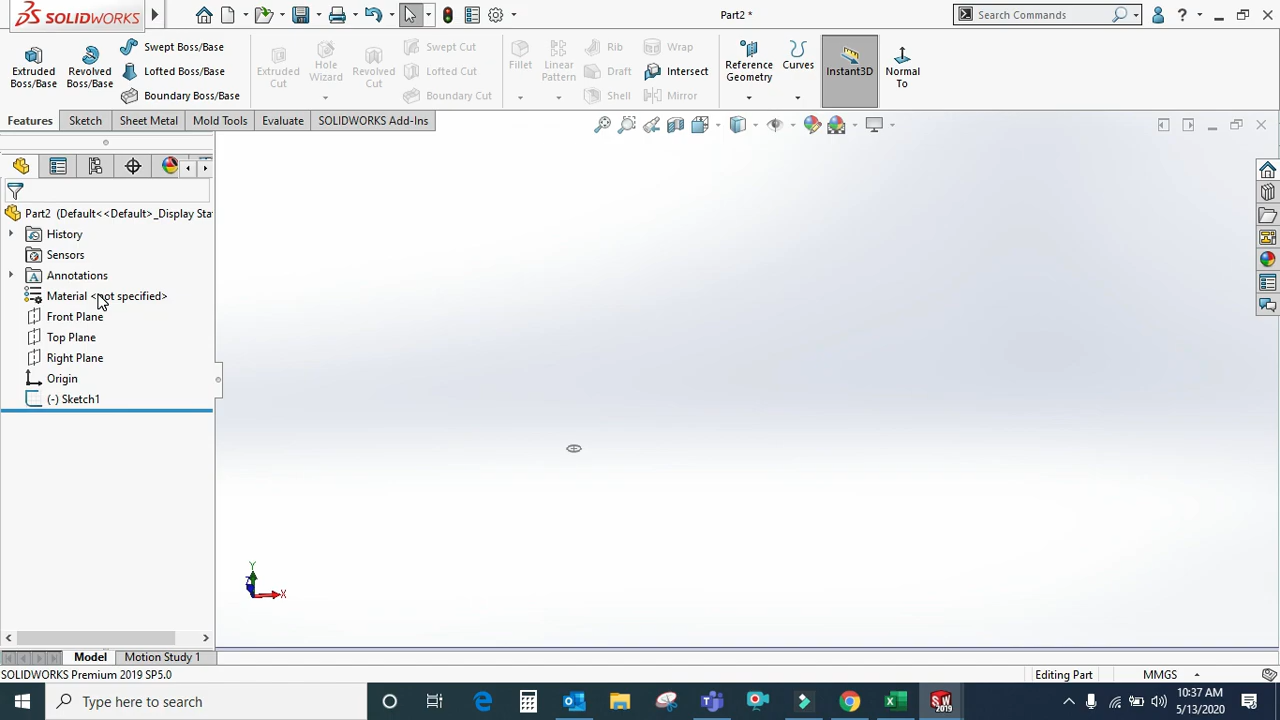 SOLIDWORKS
Part2 *
Search Commands
Extruded Boss/Base
Revolved Boss/Base
Swept Boss/Base
Lofted Boss/Base
Boundary Boss/Base
Extruded Cut
Hole Wizard
Revolved Cut
Swept Cut
Lofted Cut
Boundary Cut
Fillet
Linear Pattern
Rib
Draft
Shell
Wrap
Intersect
Mirror
Reference Geometry
Curves
Instant3D
Normal To
Features
Sketch
Sheet Metal
Mold Tools
Evaluate
SOLIDWORKS Add-Ins
Part2 (Default<<Default>_Display Sta
History
Sensors
Annotations
Material <not specified>
Front Plane
Top Plane
Right Plane
Origin
(-) Sketch1
Y
Z
X
Model
Motion Study 1
SOLIDWORKS Premium 2019 SP5.0
Editing Part
MMGS
Type here to search
10:37 AM
5/13/2020